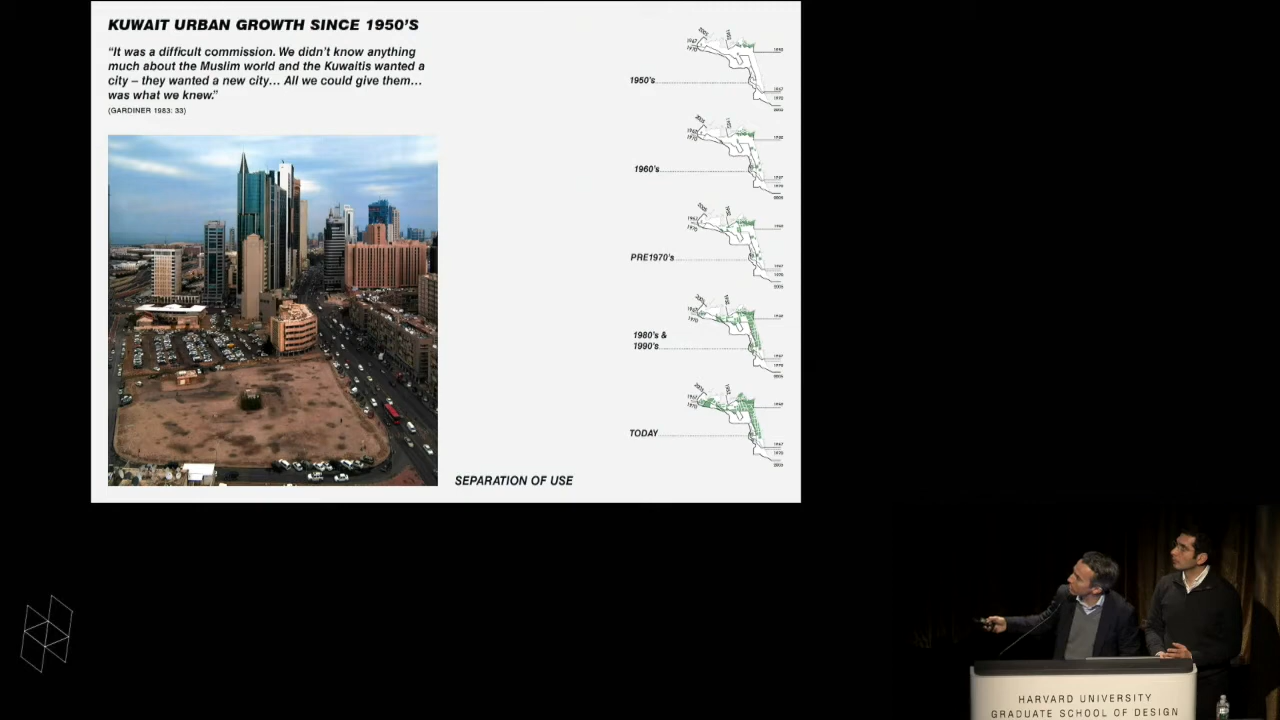 KUWAIT URBAN GROWTH SINCE 1950'S
“It was a difficult commission. We didn’t know anything
much about the Muslim world and the Kuwaitis wanted a
city – they wanted a new city… All we could give them…
was what we knew.”
(GARDINER 1983: 33)
1950's
1960's
PRE1970's
1980's &
1990's
TODAY
SEPARATION OF USE
HARVARD UNIVERSITY
GRADUATE SCHOOL OF DESIGN